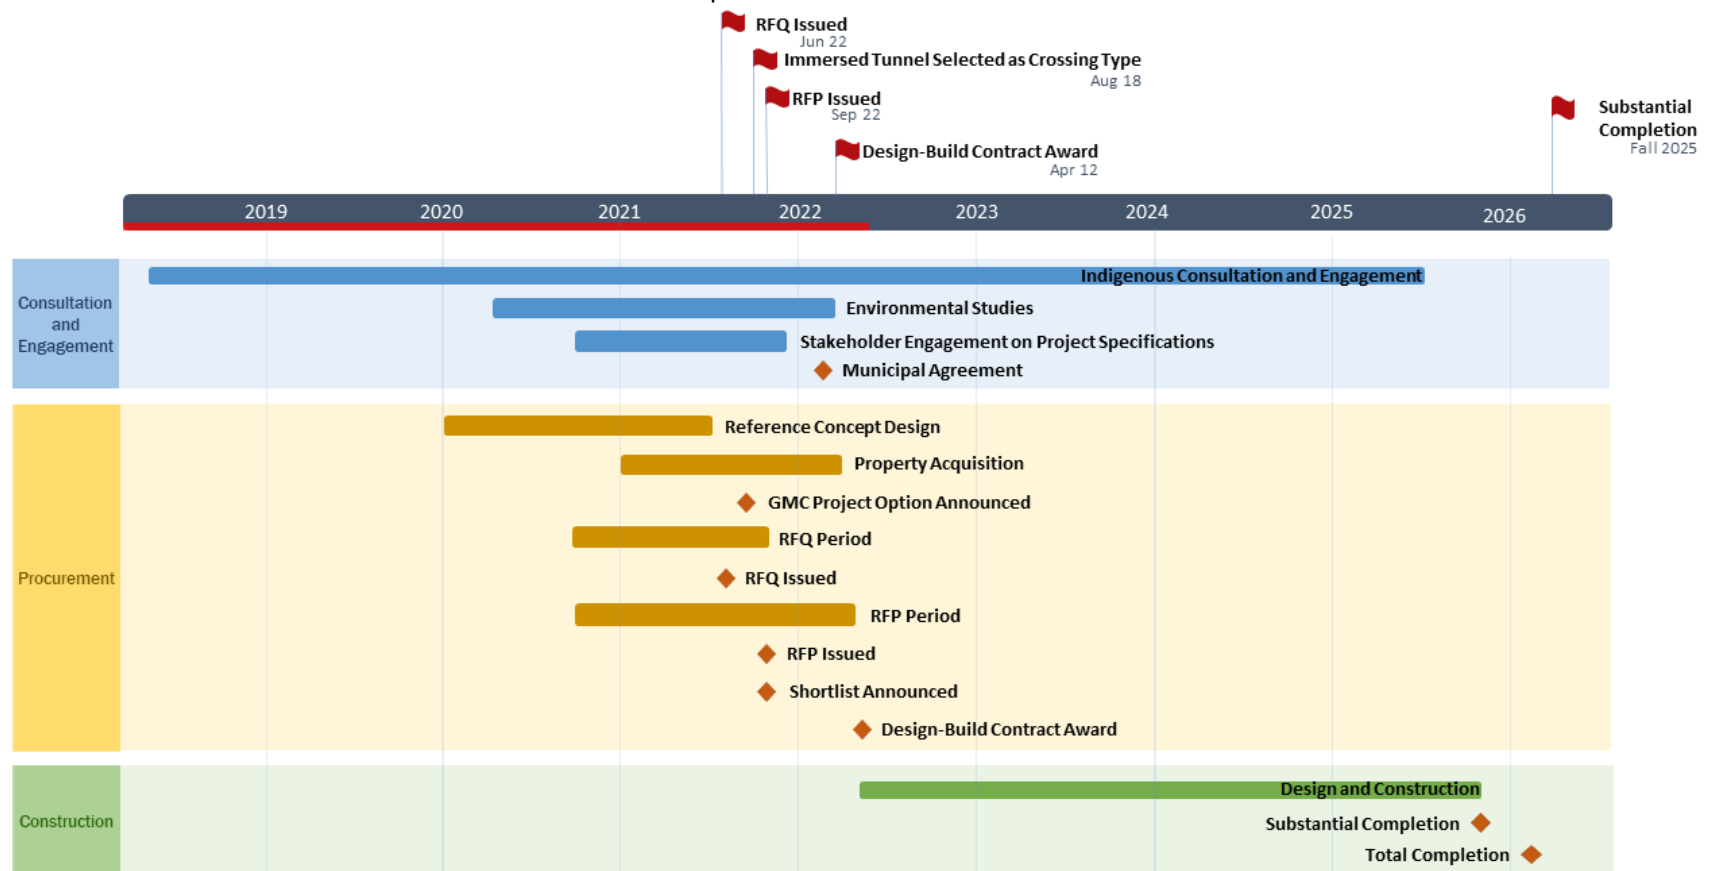 RFQ Issued
Jun 22
Immersed Tunnel Selected as Crossing Type
Aug 18
RFP Issued
Sep 22
Design-Build Contract Award
Apr 12
Substantial
Completion
Fall 2025
2019 2020 2021 2022 2023 2024 2025 2026
Consultation
and
Engagement
Indigenous Consultation and Engagement
Environmental Studies
Stakeholder Engagement on Project Specifications
Municipal Agreement
Procurement
Reference Concept Design
Property Acquisition
GMC Project Option Announced
RFQ Period
RFQ Issued
RFP Period
RFP Issued
Shortlist Announced
Design-Build Contract Award
Construction
Design and Construction
Substantial Completion
Total Completion